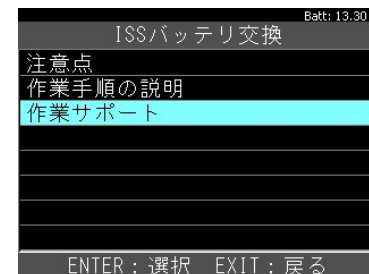 Batt: 13.30
ISSバッテリ交換
注意点
作業手順の説明
作業サポート
ENTER：選択　EXIT：戻る